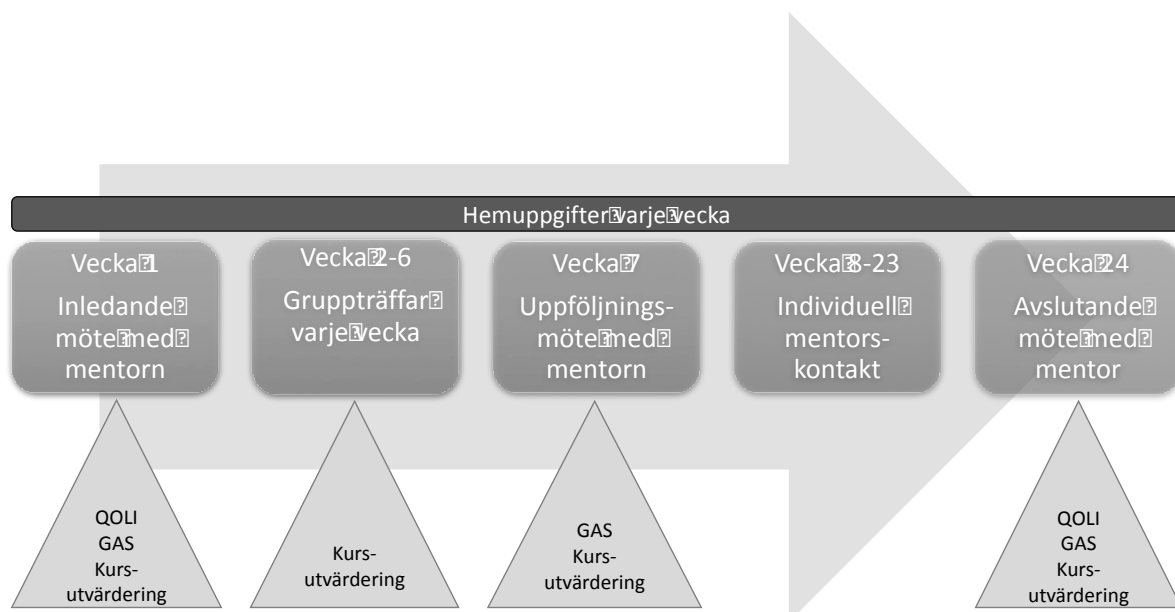 Hemuppgifter varje vecka
Vecka 1
Inledande
möte med
mentorn
Vecka 2-6
Gruppträffar
varje vecka
Vecka 7
Uppföljnings-
möte med
mentorn
Vecka 8-23
Individuell
mentors-
kontakt
Vecka 24
Avslutande
möte med
mentor
QOLI
GAS
Kurs-
utvärdering
Kurs-
utvärdering
GAS
Kurs-
utvärdering
QOLI
GAS
Kurs-
utvärdering